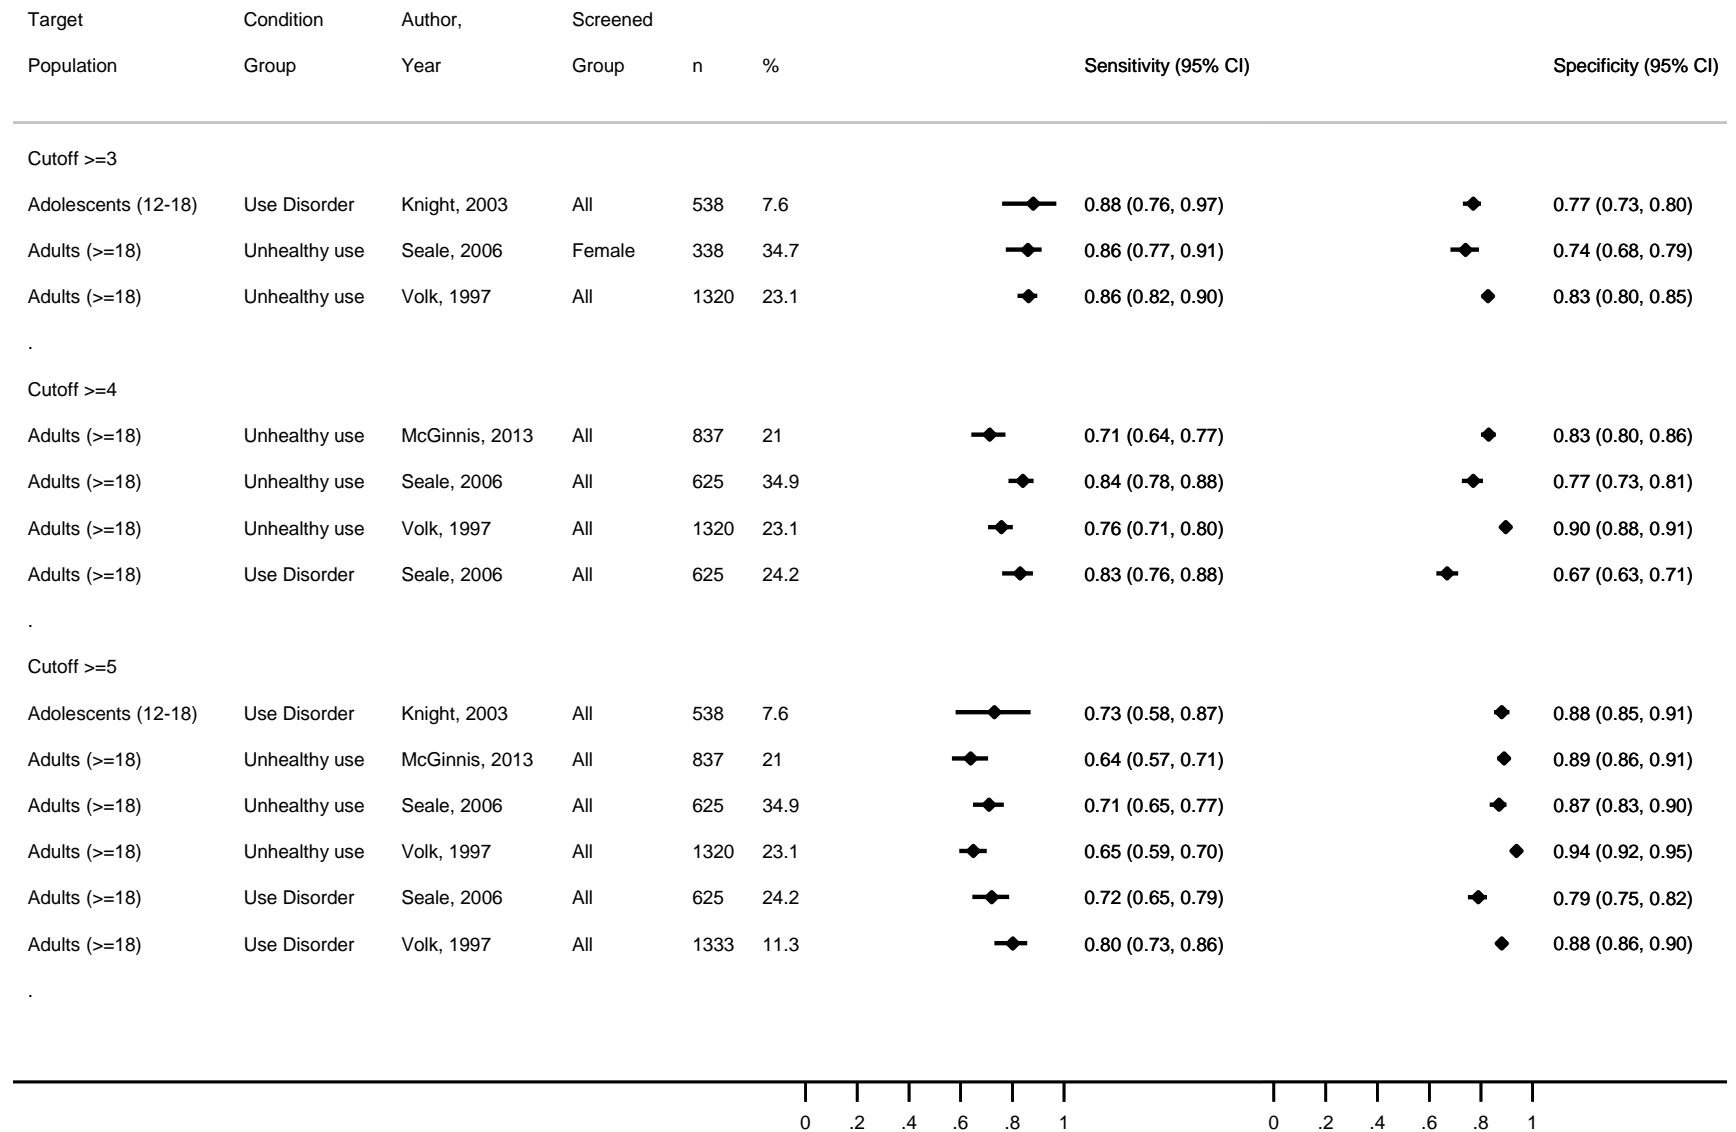 Target Condition Author, Screened
Population Group Year Group n % Sensitivity (95% CI) Specificity (95% CI)
Cutoff >=3
Adolescents (12-18) Use Disorder Knight, 2003 All 538 7.6 0.88 (0.76, 0.97) 0.77 (0.73, 0.80)
Adults (>=18) Unhealthy use Seale, 2006 Female 338 34.7 0.86 (0.77, 0.91) 0.74 (0.68, 0.79)
Adults (>=18) Unhealthy use Volk, 1997 All 1320 23.1 0.86 (0.82, 0.90) 0.83 (0.80, 0.85)
.
Cutoff >=4
Adults (>=18) Unhealthy use McGinnis, 2013 All 837 21 0.71 (0.64, 0.77) 0.83 (0.80, 0.86)
Adults (>=18) Unhealthy use Seale, 2006 All 625 34.9 0.84 (0.78, 0.88) 0.77 (0.73, 0.81)
Adults (>=18) Unhealthy use Volk, 1997 All 1320 23.1 0.76 (0.71, 0.80) 0.90 (0.88, 0.91)
Adults (>=18) Use Disorder Seale, 2006 All 625 24.2 0.83 (0.76, 0.88) 0.67 (0.63, 0.71)
.
Cutoff >=5
Adolescents (12-18) Use Disorder Knight, 2003 All 538 7.6 0.73 (0.58, 0.87) 0.88 (0.85, 0.91)
Adults (>=18) Unhealthy use McGinnis, 2013 All 837 21 0.64 (0.57, 0.71) 0.89 (0.86, 0.91)
Adults (>=18) Unhealthy use Seale, 2006 All 625 34.9 0.71 (0.65, 0.77) 0.87 (0.83, 0.90)
Adults (>=18) Unhealthy use Volk, 1997 All 1320 23.1 0.65 (0.59, 0.70) 0.94 (0.92, 0.95)
Adults (>=18) Use Disorder Seale, 2006 All 625 24.2 0.72 (0.65, 0.79) 0.79 (0.75, 0.82)
Adults (>=18) Use Disorder Volk, 1997 All 1333 11.3 0.80 (0.73, 0.86) 0.88 (0.86, 0.90)
.
0 .2 .4 .6 .8 1 0 .2 .4 .6 .8 1